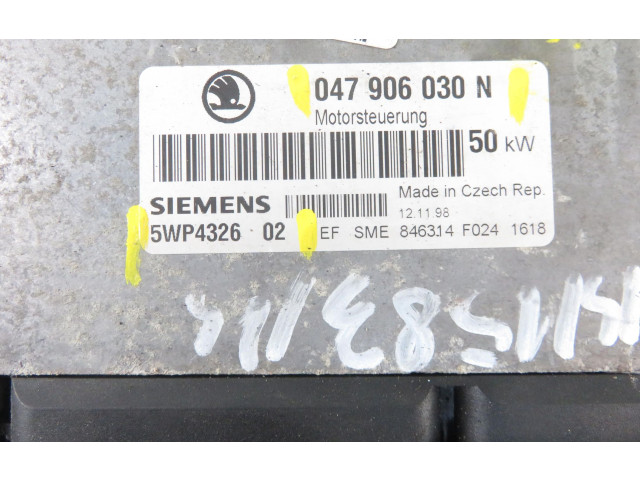 047 906 030 N
Motorsteuerung
50 kW
SIEMENS
Made in Czech Rep.
12.11.98
5WP4326 02 EF SME 846314 F024 1618